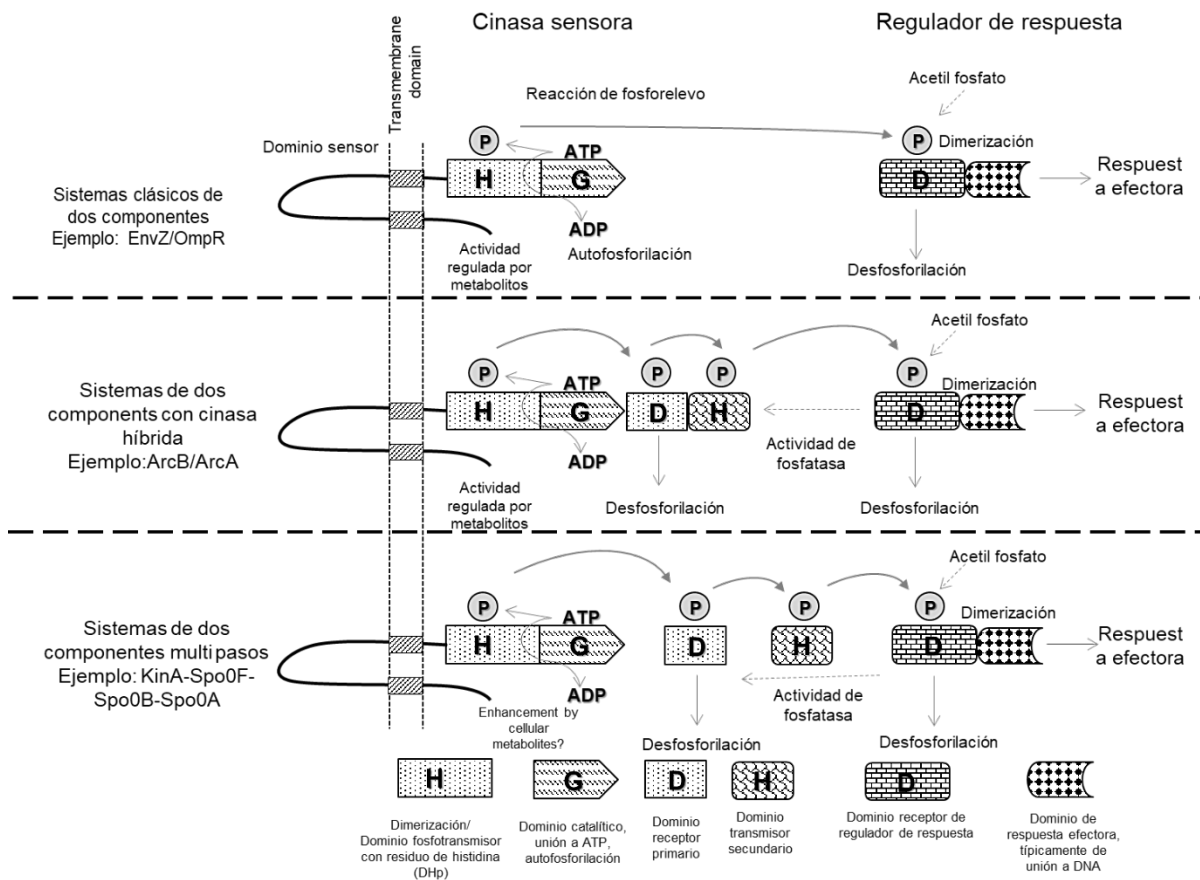 Cinasa sensora
Regulador de respuesta
Transmembrane
domain
Acetil fosfato
Reacción de fosforelevo
P
P
Dimerización
Dominio sensor
ATP
H
G
D
Respuest
a efectora
Sistemas clásicos de
dos componentes
Ejemplo: EnvZ/OmpR
ADP
Actividad
regulada por
metabolitos
Autofosforilación
Desfosforilación
Acetil fosfato
P
P
P
P
Dimerización
ATP
H
G
D
H
D
Respuest
a efectora
Sistemas de dos
components con cinasa
híbrida
Ejemplo:ArcB/ArcA
ADP
Actividad de
fosfatasa
Actividad
regulada por
metabolitos
Desfosforilación
Desfosforilación
Acetil fosfato
P
P
P
P
Dimerización
ATP
H
G
D
H
D
Respuest
a efectora
Sistemas de dos
componentes multi pasos
Ejemplo: KinA-Spo0F-
Spo0B-Spo0A
ADP
Actividad de
fosfatasa
Enhancement by
cellular
metabolites?
Desfosforilación
Desfosforilación
H
G
D
H
D
Dimerización/
Dominio fosfotransmisor
con residuo de histidina
(DHp)
Dominio catalítico,
unión a ATP,
autofosforilación
Dominio
receptor
primario
Dominio
transmisor
secundario
Dominio receptor de
regulador de respuesta
Dominio de
respuesta efectora,
típicamente de
unión a DNA